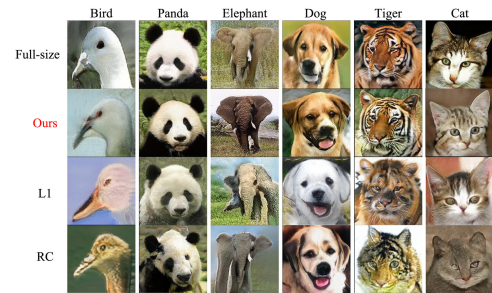 Bird Panda Elephant Dog Tiger Cat
Full-size
Ours
L1
RC